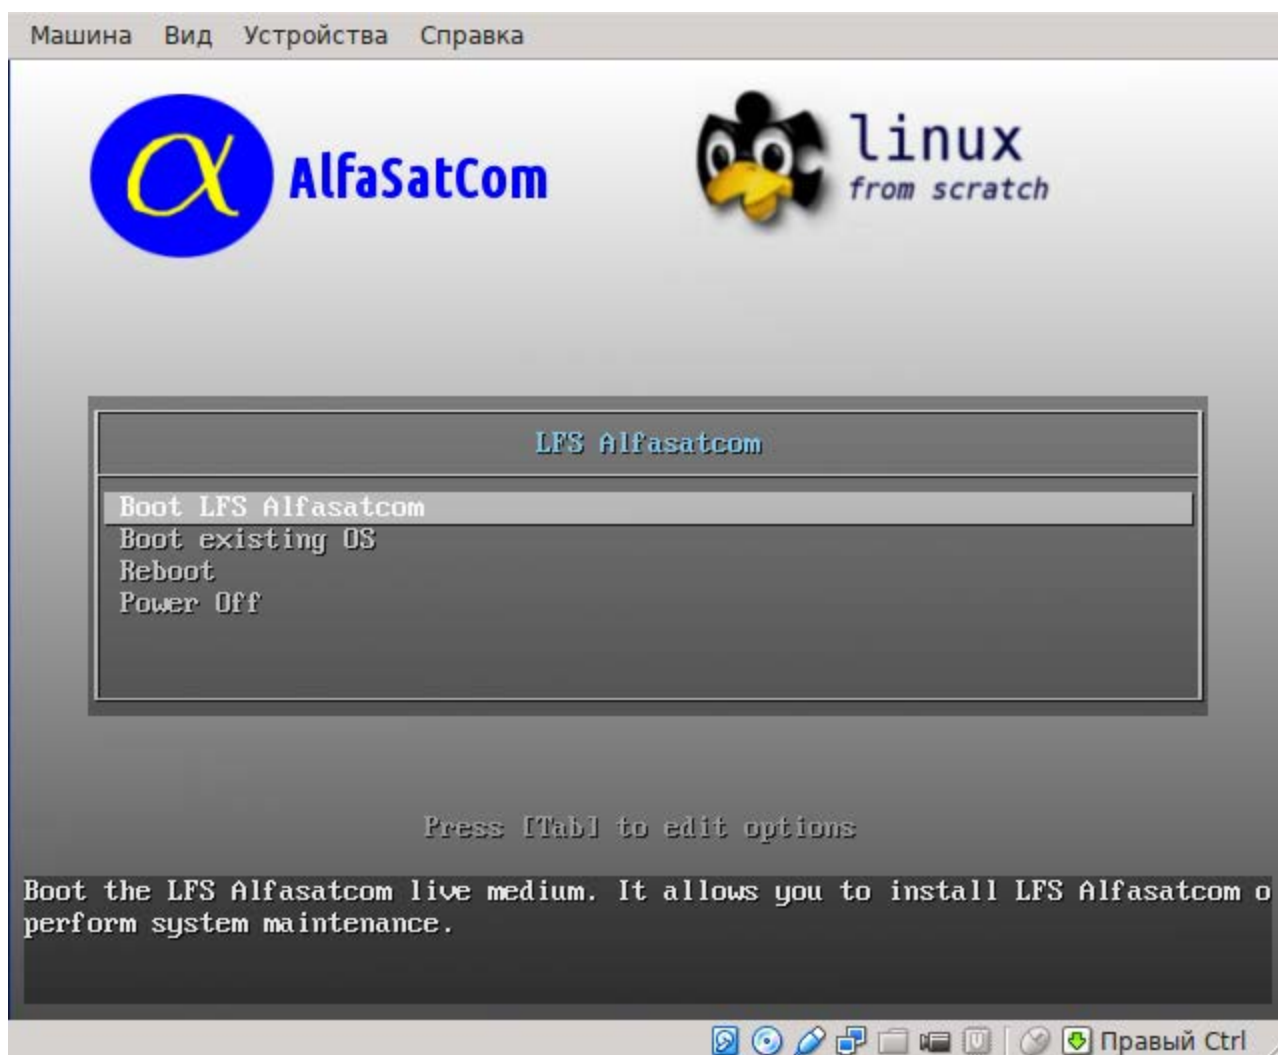 Машина Вид Устройства Справка
AlfaSatCom
linux
from scratch
LFS Alfasatcom
Boot LFS Alfasatcom
Boot existing OS
Reboot
Power Off
Press [Tab] to edit options
Boot the LFS Alfasatcom live medium. It allows you to install LFS Alfasatcom o
perform system maintenance.
Правый Ctrl